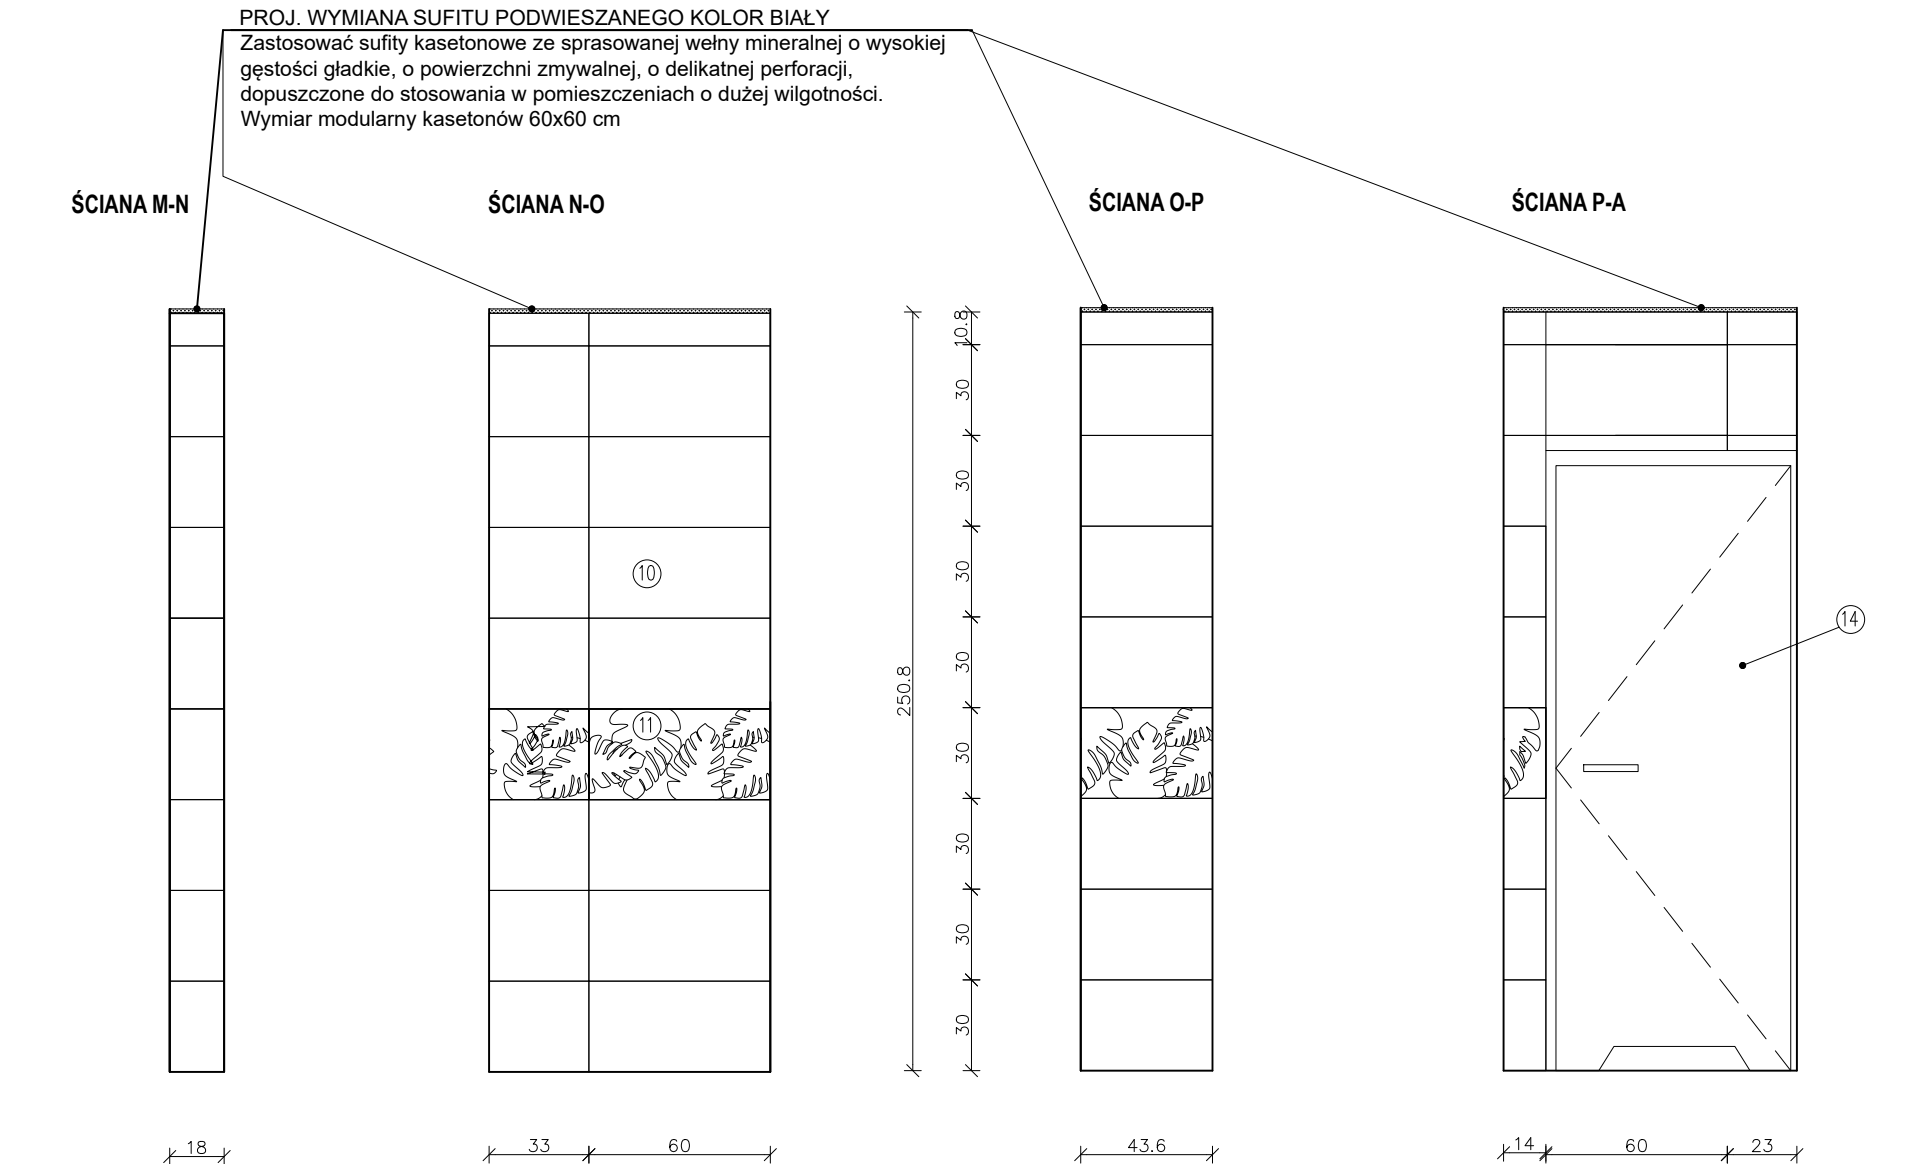 PROJ. WYMIANA SUFITU PODWIESZANEGO KOLOR BIAŁY
Zastosować sufity kasetonowe ze sprasowanej wełny mineralnej o wysokiej
gęstości gładkie, o powierzchni zmywalnej, o delikatnej perforacji,
dopuszczone do stosowania w pomieszczeniach o dużej wilgotności.
Wymiar modularny kasetonów 60x60 cm
ŚCIANA M-N
ŚCIANA N-O
ŚCIANA O-P
ŚCIANA P-A
10
11
14
250.8
10.8
30
30
30
30
30
30
30
30
18
33
60
43.6
14
60
23